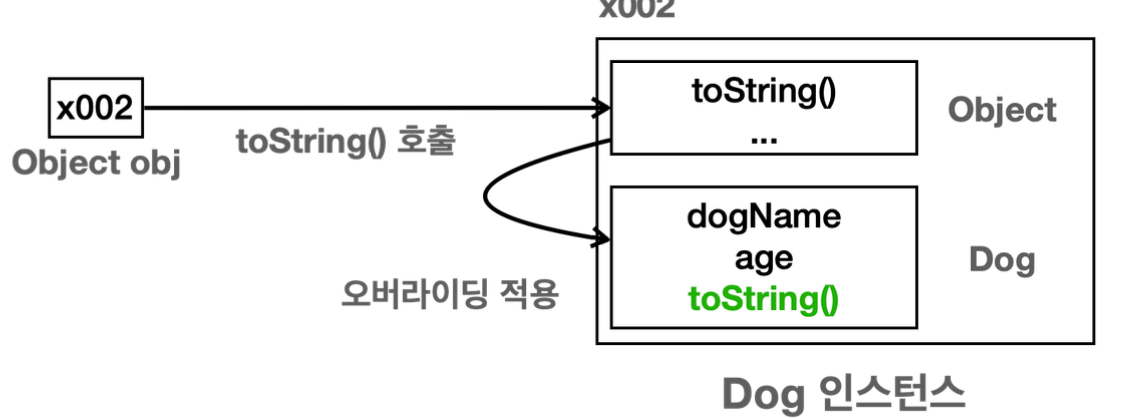 x002
x002
toString()
...
Object
toString() 호출
Object obj
dogName
age
toString()
Dog
오버라이딩 적용
Dog 인스턴스